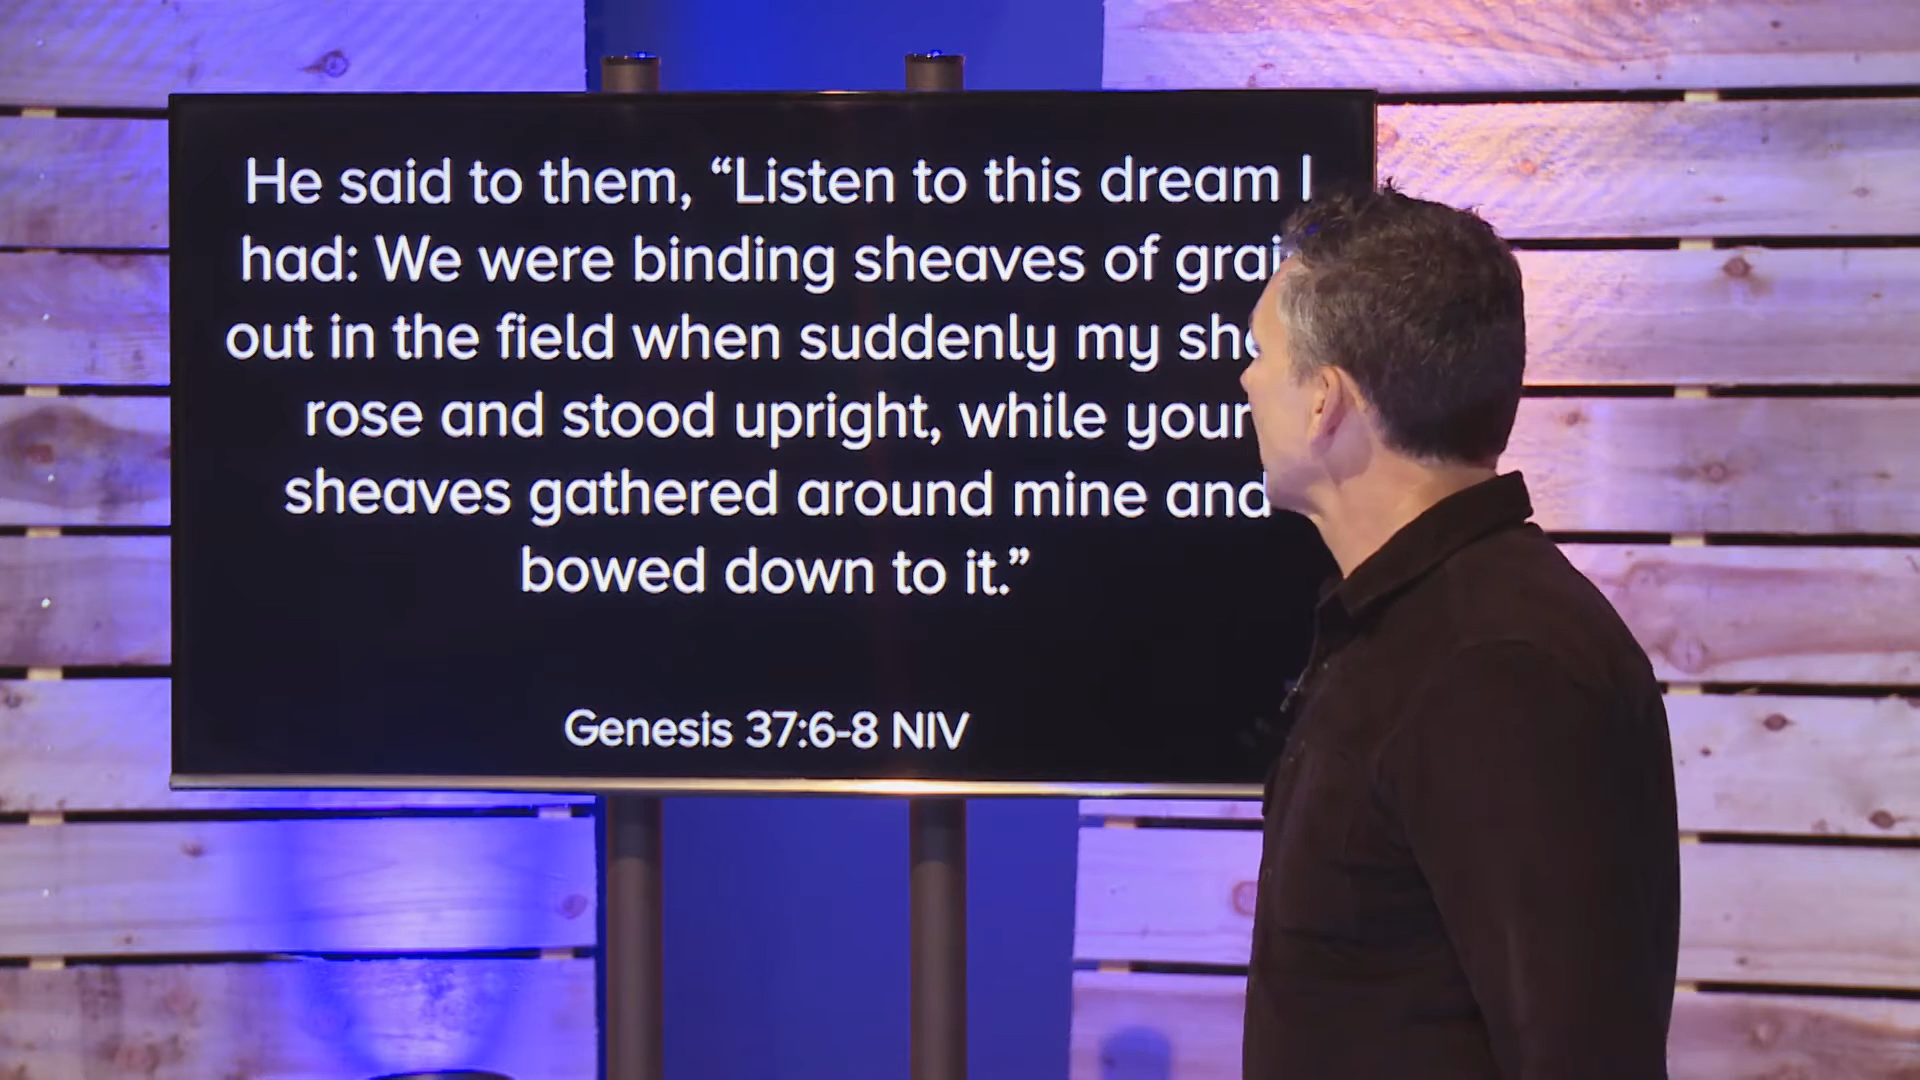 He said to them, “Listen to this dream I
had: We were binding sheaves of
out in the field when suddenly my
rose and stood upright, while your
sheaves gathered around mine and
bowed down to it.”
Genesis 37:6-8 NIV